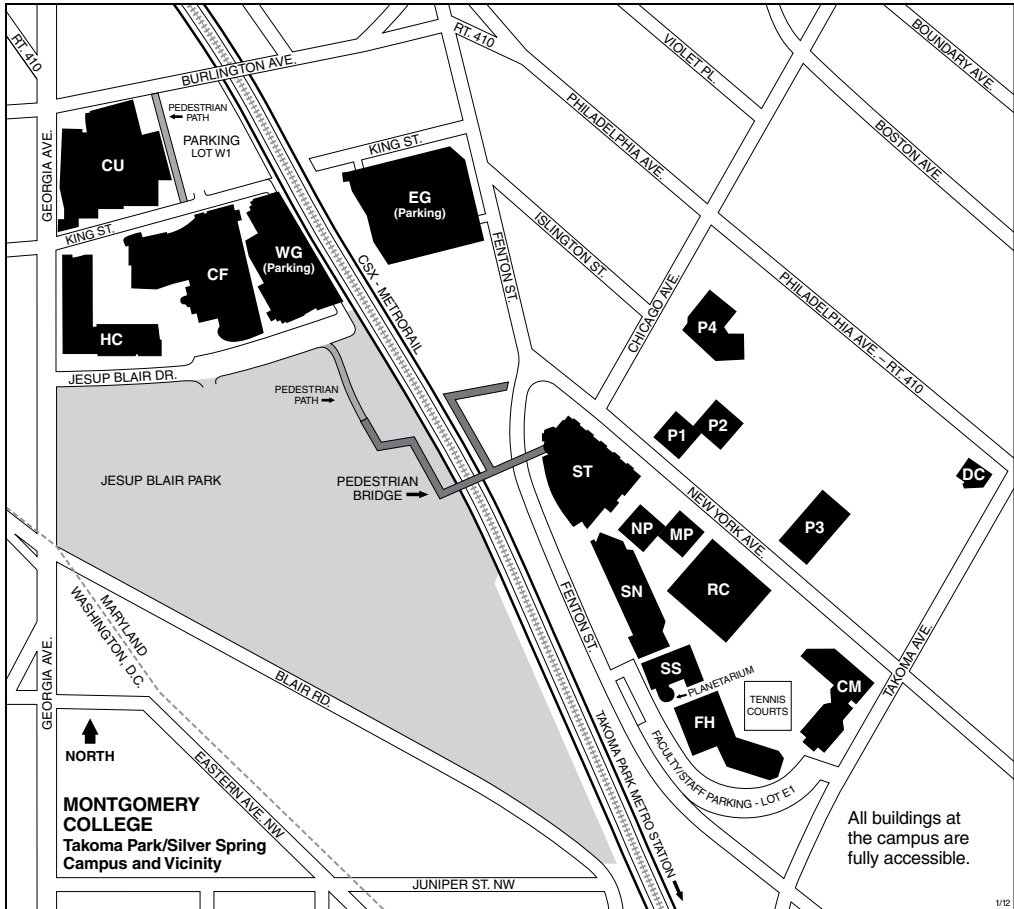 RT. 410
GEORGIA AVE.
BURLINGTON AVE.
RT. 410
VIOLET PL.
PHILADELPHIA AVE.
BOUNDARY AVE.
BOSTON AVE.
CU
PEDESTRIAN
PATH
PARKING
LOT W1
KING ST.
KING ST.
EG
(Parking)
FENTON ST.
ISLINGTON ST.
CHICAGO AVE.
PHILADELPHIA AVE. – RT. 410
HC
CF
WG
(Parking)
CSX - METRORAIL
P4
JESUP BLAIR DR.
PEDESTRIAN
PATH
P1
P2
DC
JESUP BLAIR PARK
PEDESTRIAN
BRIDGE
ST
NEW YORK AVE.
P3
NP
MP
SN
RC
FENTON ST.
TAKOMA AVE.
MARYLAND
WASHINGTON, D.C.
GEORGIA AVE.
BLAIR RD.
SS
PLANETARIUM
FH
TENNIS
COURTS
CM
FACULTY/STAFF PARKING - LOT E1
TAKOMA PARK METRO STATION
NORTH
EASTERN AVE. NW
MONTGOMERY
COLLEGE
Takoma Park/Silver Spring
Campus and Vicinity
JUNIPER ST. NW
All buildings at
the campus are
fully accessible.
1/12